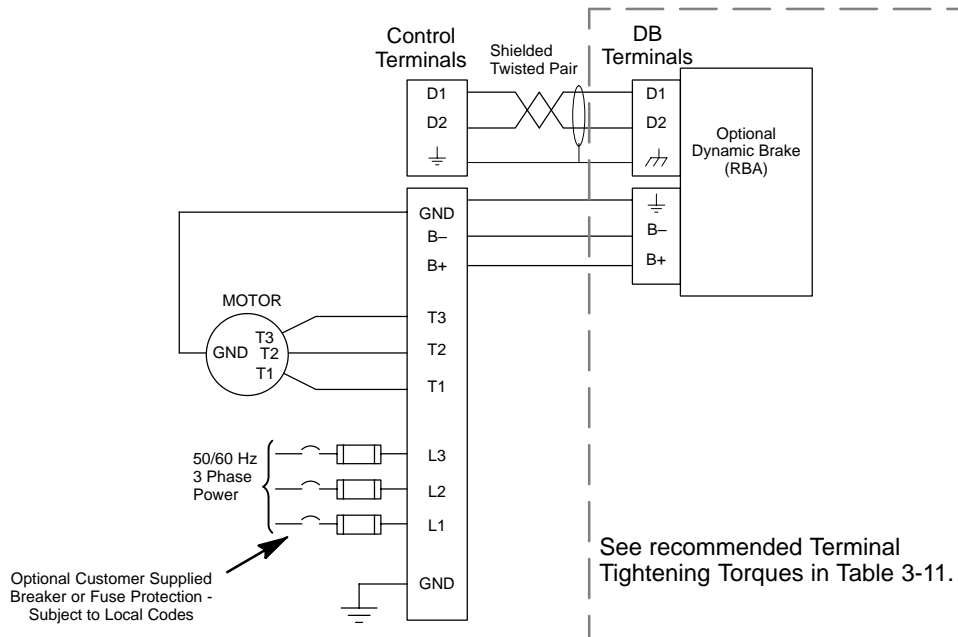 Control
Terminals
Shielded
Twisted Pair
DB
Terminals
D1
D2
D1
D2
Optional
Dynamic Brake
(RBA)
GND
B–
B+
B–
B+
MOTOR
T3
T2
T1
GND
T3
T2
T1
50/60 Hz
3 Phase
Power
L3
L2
L1
GND
Optional Customer Supplied
Breaker or Fuse Protection -
Subject to Local Codes
See recommended Terminal
Tightening Torques in Table 3-11.